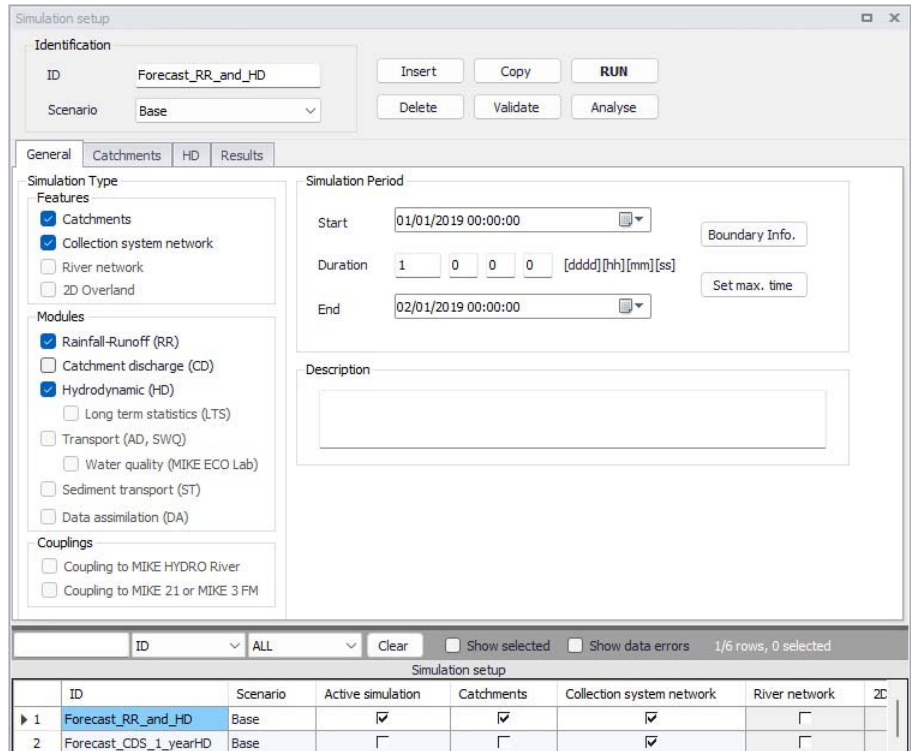 Simulation setup
Identification
ID Forecast_RR_and_HD
Scenario Base
Insert Copy RUN
Delete Validate Analyse
General Catchments HD Results
Simulation Type
Features
Catchments
Collection system network
River network
2D Overland
Modules
Rainfall-Runoff (RR)
Catchment discharge (CD)
Hydrodynamic (HD)
Long term statistics (LTS)
Transport (AD, SWQ)
Water quality (MIKE ECO Lab)
Sediment transport (ST)
Data assimilation (DA)
Couplings
Coupling to MIKE HYDRO River
Coupling to MIKE 21 or MIKE 3 FM
Simulation Period
Start 01/01/2019 00:00:00
Duration 1 0 0 0 [dddd][hh][mm][ss]
End 02/01/2019 00:00:00
Boundary Info.
Set max. time
Description
ID ALL Clear Show selected Show data errors 1/6 rows, 0 selected
Simulation setup
ID Scenario Active simulation Catchments Collection system network River network 2D
1 Forecast_RR_and_HD Base
2 Forecast_CDS_1_yearHD Base